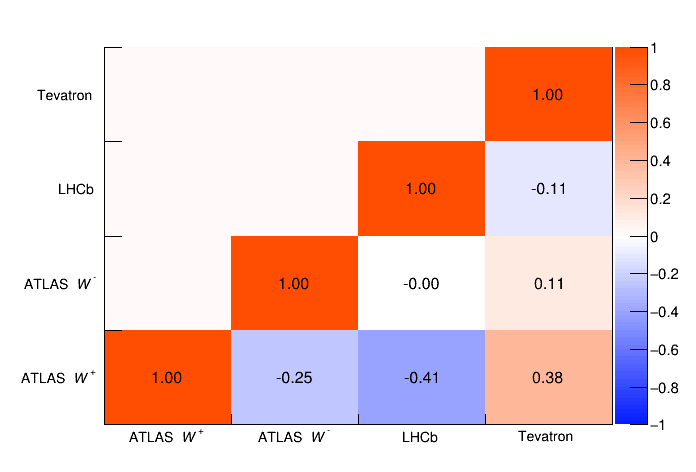 1
Tevatron 1.00 0.8
0.6
0.4
LHCb 1.00 -0.11
0.2
0
ATLAS W⁻ 1.00 -0.00 0.11
−0.2
−0.4
−0.6
ATLAS W⁺ 1.00 -0.25 -0.41 0.38
−0.8
−1
ATLAS W⁺ ATLAS W⁻ LHCb Tevatron